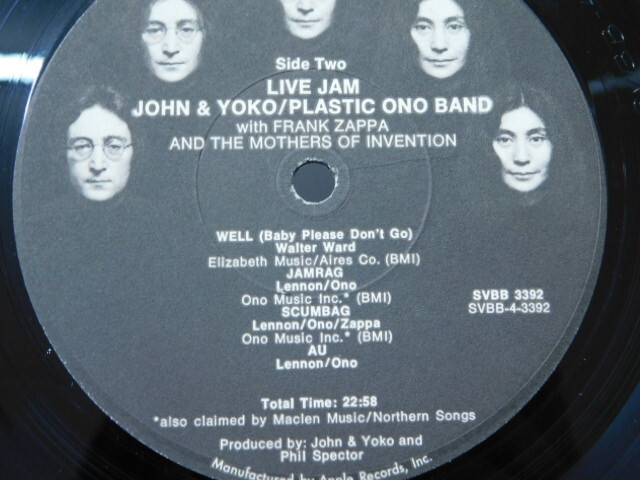 Side Two
LIVE JAM
JOHN & YOKO/PLASTIC ONO BAND
with FRANK ZAPPA
AND THE MOTHERS OF INVENTION
WELL (Baby Please Don't Go)
Walter Ward
Elizabeth Music/Aires Co. (BMI)
JAMRAG
Lennon/Ono
Ono Music Inc.* (BMI)
SCUMBAG
Lennon/Ono/Zappa
Ono Music Inc.* (BMI)
AU
Lennon/Ono
SVBB 3392
SVBB-4-3392
Total Time: 22:58
*also claimed by Maclen Music/Northern Songs
Produced by: John & Yoko and
Phil Spector
Manufactured by Apple Records, Inc.